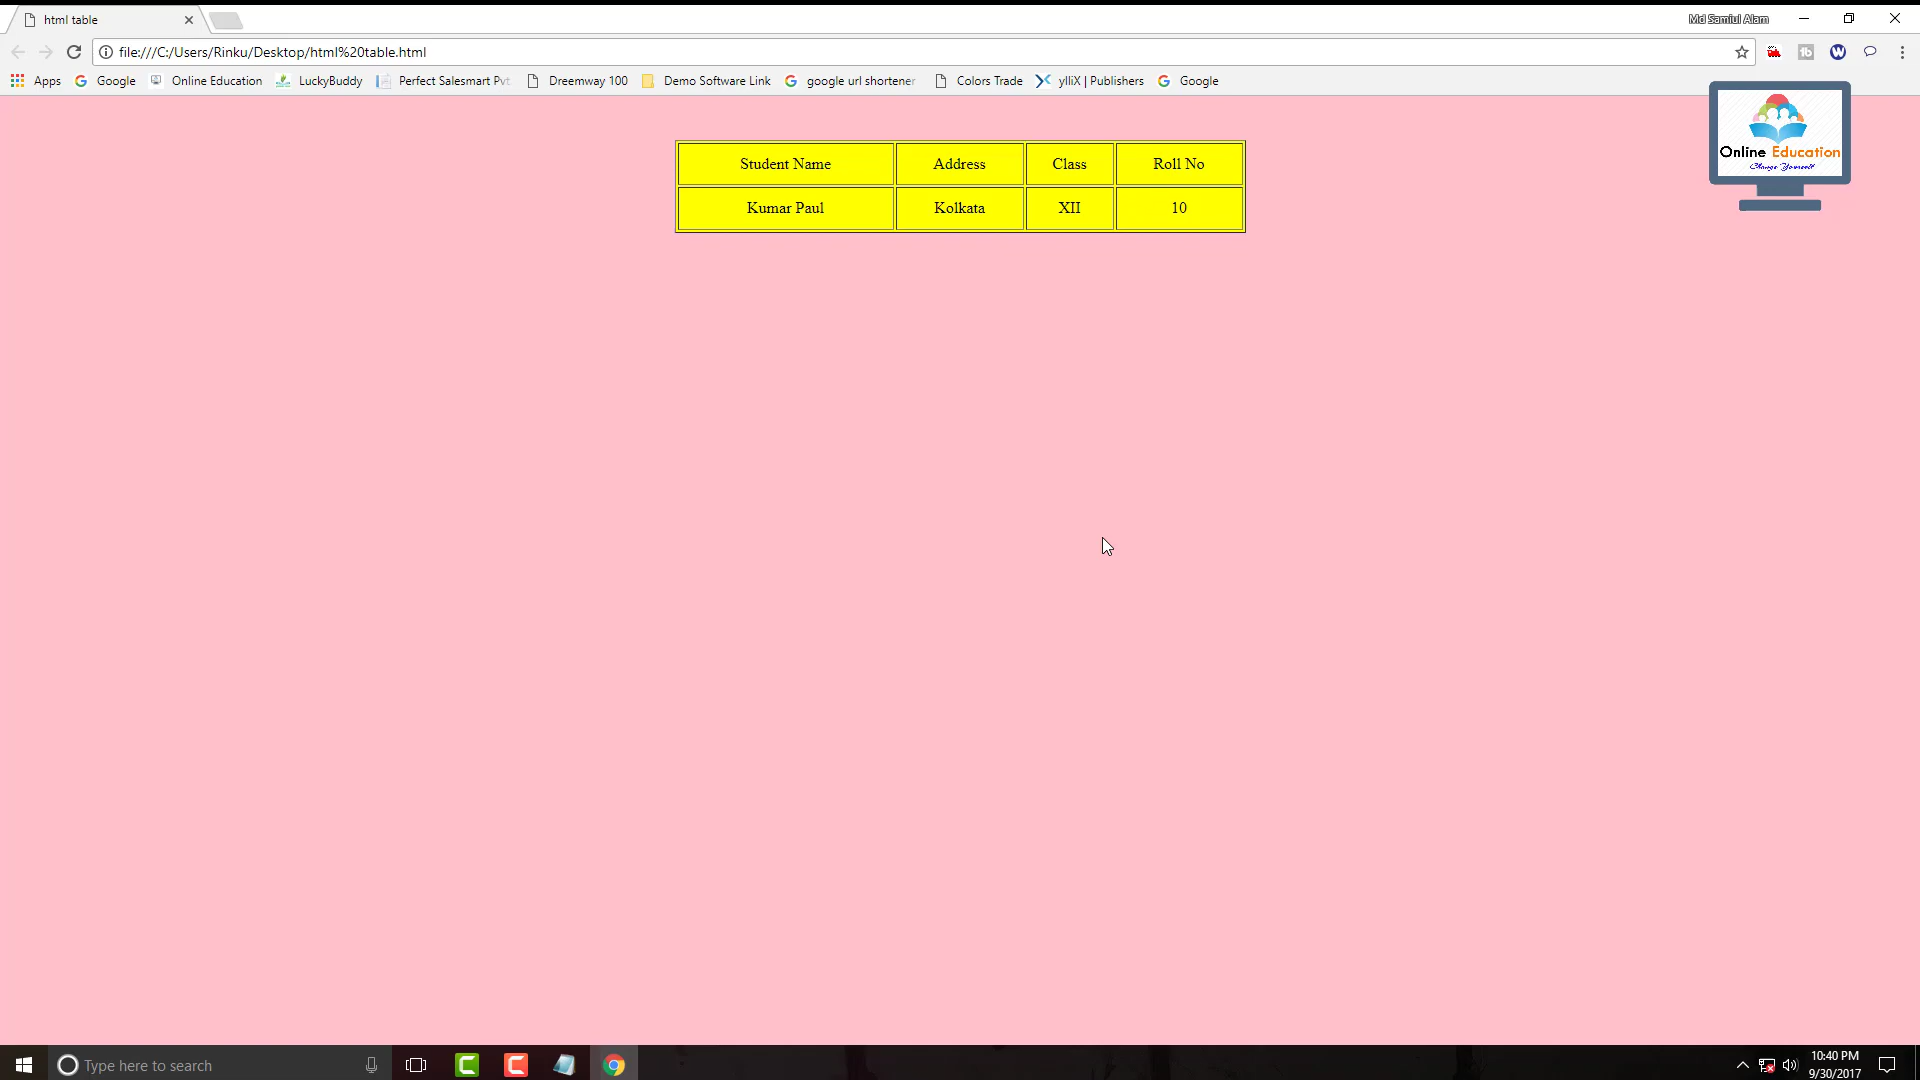 html table
Md Samiul Alam
file:///C:/Users/Rinku/Desktop/html%20table.html
Apps Google Online Education LuckyBuddy Perfect Salesmart Pvt. Dreemway 100 Demo Software Link google url shortener Colors Trade yllix | Publishers Google
Online Education
Change Yourself
Student Name Address Class Roll No
Kumar Paul Kolkata XII 10
Type here to search
10:40 PM
9/30/2017